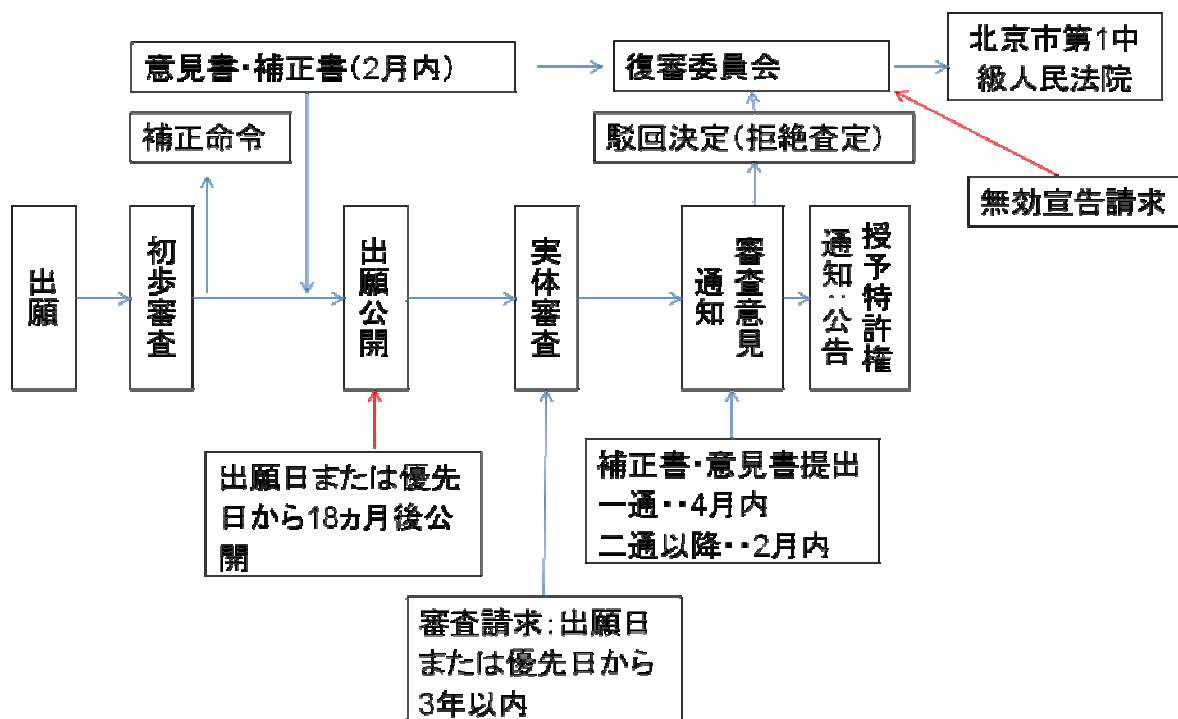 意見書・補正書(2月内)
復審委員会
北京市第1中
級人民法院
補正命令
駁回決定(拒絶査定)
無効宣告請求
出願
初歩審査
出願公開
実体審査
審査意見
通知
授予特許権
通知:公告
出願日または優先
日から18ヵ月後公
開
補正書・意見書提出
一通・・4月内
二通以降・・2月内
審査請求:出願日
または優先日から
3年以内